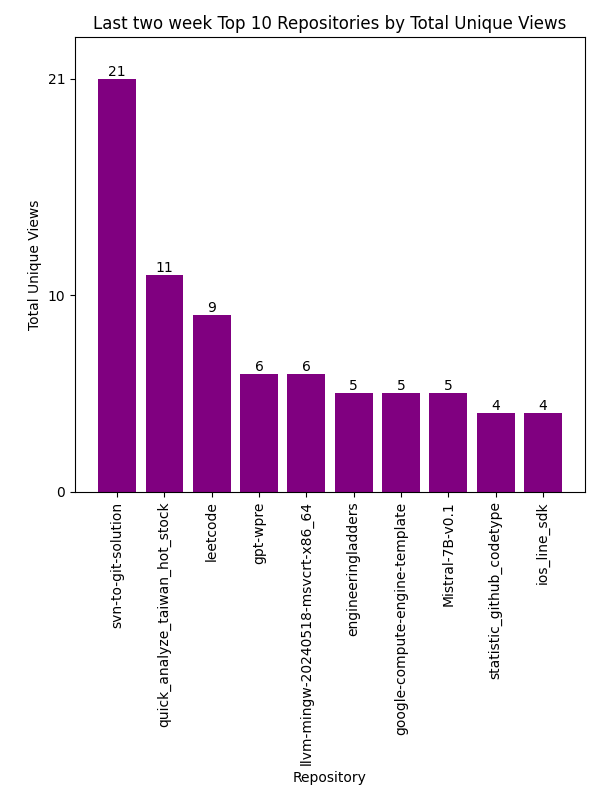 Last two week Top 10 Repositories by Total Unique Views
Total Unique Views
21
10
0
21
11
9
6
6
5
5
5
4
4
svn-to-git-solution
quick_analyze_taiwan_hot_stock
leetcode
gpt-wpre
llvm-mingw-20240518-msvcrt-x86_64
engineeringladders
google-compute-engine-template
Mistral-7B-v0.1
statistic_github_codetype
ios_line_sdk
Repository